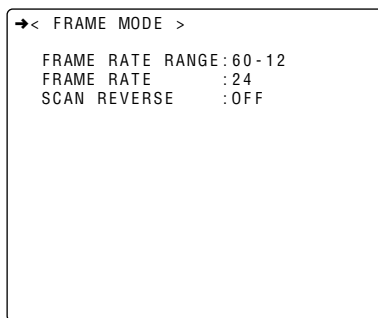 ➔< FRAME MODE >
FRAME RATE RANGE:60-12
FRAME RATE :24
SCAN REVERSE :OFF